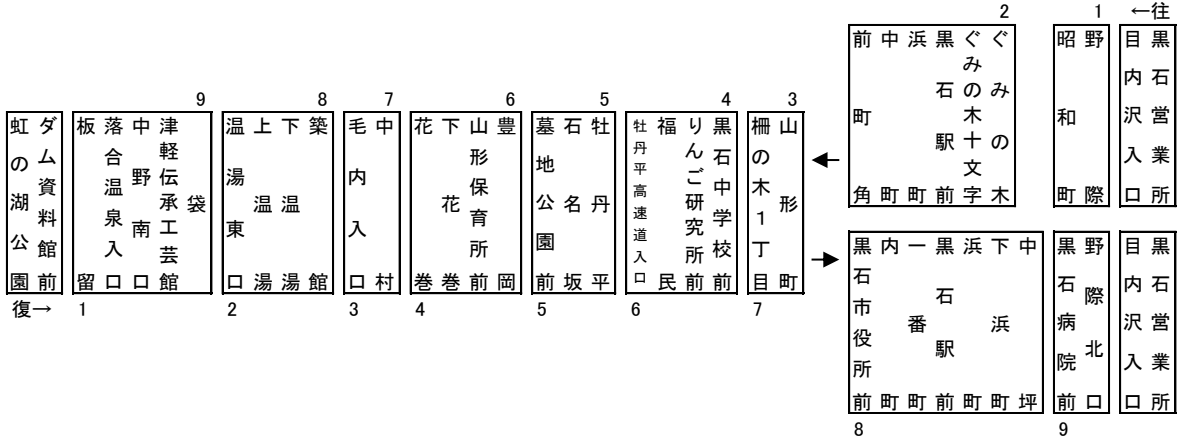 ←往
黒石営業所
目内沢入口
1
野際
昭和町
2
ぐみの木
ぐみの木十文字
黒石駅前
浜町
中町
前町角
←
3
山形町
柵の木1丁目
4
黒石中学校前
りんご研究所前
福民
牡丹平高速道入口
5
牡丹平
石名坂
墓地公園前
6
豊岡
山形保育所前
下花巻
花巻
7
中村
毛内入口
8
築館
下温湯
上温湯
温湯東口
9
袋
津軽伝承工芸館
中野南口
落合温泉入口
板留
ダム資料館前
虹の湖公園
復→
1
2
3
4
5
6
7
→
黒石市役所前
内町
一番町
黒石駅前
浜町
下浜町
中坪
8
黒石病院前
野際北口
9
目内沢入口
黒石営業所